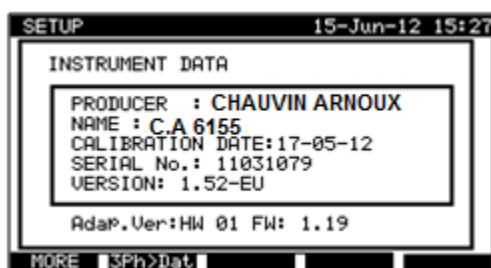 SETUP 15-Jun-12 15:27
INSTRUMENT DATA
PRODUCER : CHAUVIN ARNOUX
NAME : C.A 6155
CALIBRATION DATE:17-05-12
SERIAL No.: 11031079
VERSION: 1.52-EU
Adap.Ver:HW 01 FW: 1.19
MORE 3Ph>Dat